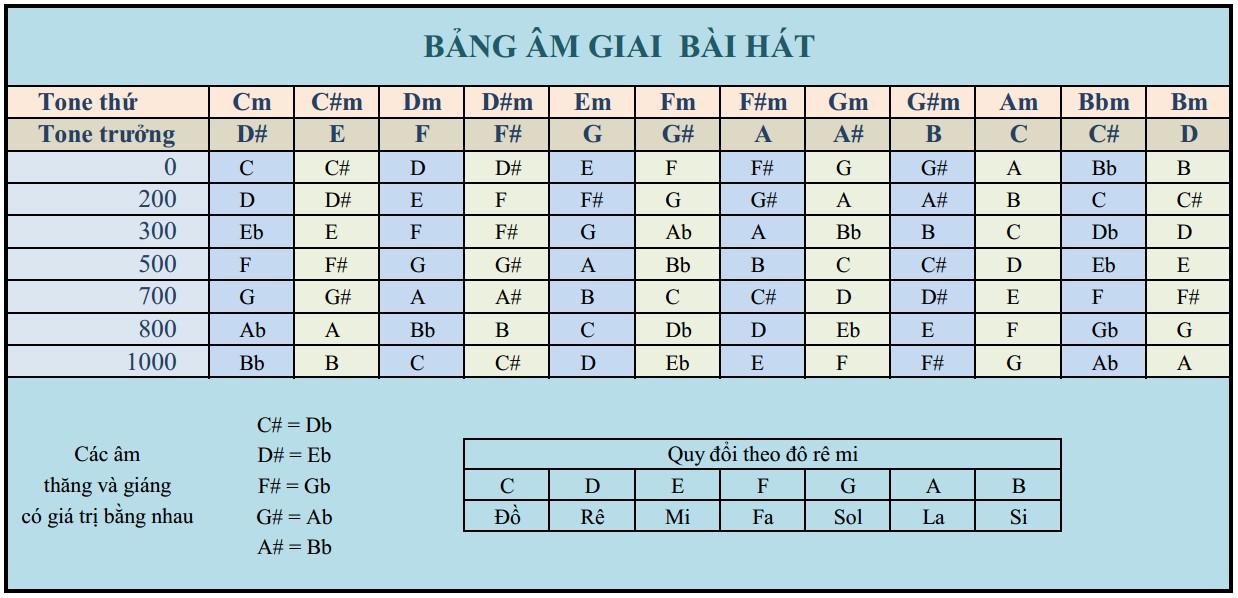 BẢNG ÂM GIAI BÀI HÁT
Tone thứ Cm C#m Dm D#m Em Fm F#m Gm G#m Am Bbm Bm
Tone trưởng D# E F F# G G# A A# B C C# D
0 C C# D D# E F F# G G# A Bb B
200 D D# E F F# G G# A A# B C C#
300 Eb E F F# G Ab A Bb B C Db D
500 F F# G G# A Bb B C C# D Eb E
700 G G# A A# B C C# D D# E F F#
800 Ab A Bb B C Db D Eb E F Gb G
1000 Bb B C C# D Eb E F F# G Ab A
Các âm
thăng và giáng
có giá trị bằng nhau
C# = Db
D# = Eb
F# = Gb
G# = Ab
A# = Bb
Quy đổi theo đô rê mi
C D E F G A B
Đồ Rê Mi Fa Sol La Si